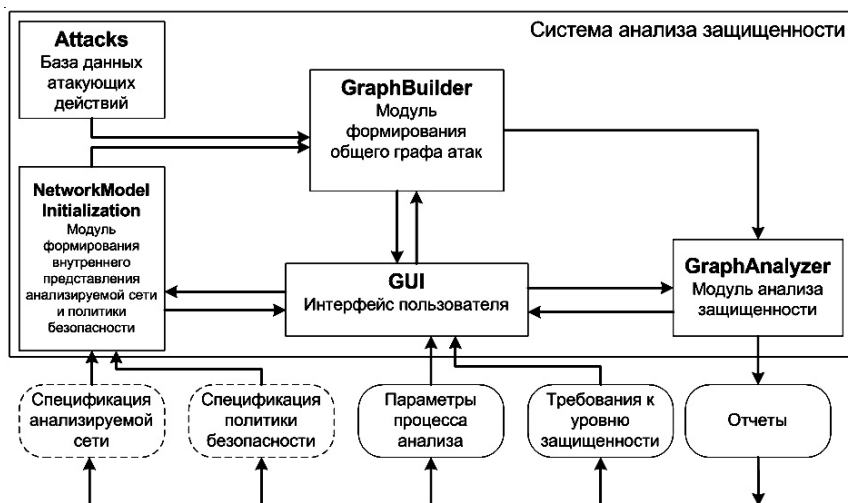 Система анализа защищенности
Attacks
База данных
атакующих
действий
GraphBuilder
Модуль
формирования
общего графа атак
NetworkModel
Initialization
Модуль
формирования
внутреннего
представления
анализируемой сети
и политики
безопасности
GUI
Интерфейс пользователя
GraphAnalyzer
Модуль анализа
защищенности
Спецификация
анализируемой
сети
Спецификация
политики
безопасности
Параметры
процесса
анализа
Требования к
уровню
защищенности
Отчеты